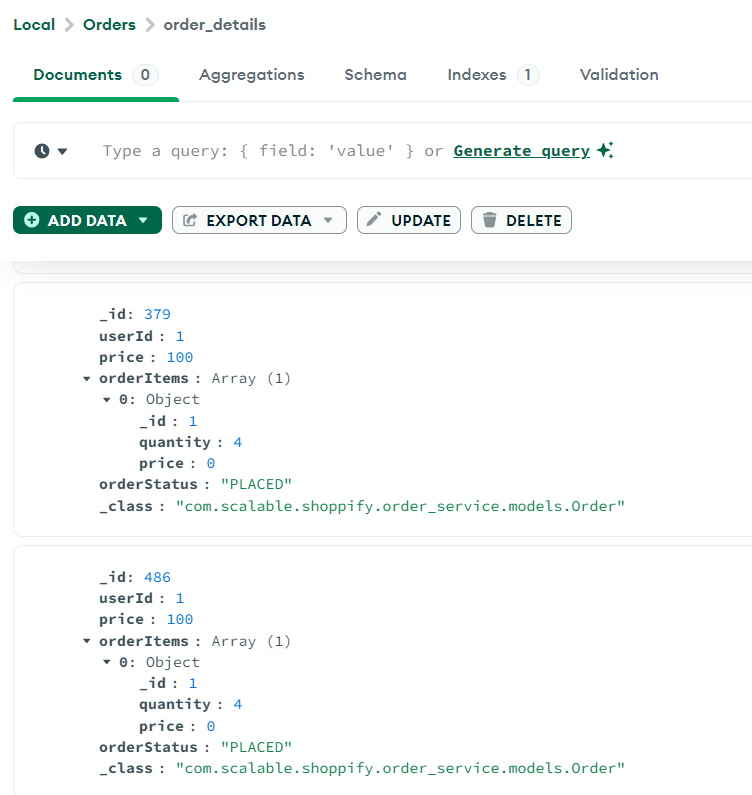 Local > Orders > order_details
Documents 0 Aggregations Schema Indexes 1 Validation
Type a query: { field: 'value' } or Generate query
ADD DATA EXPORT DATA UPDATE DELETE
_id: 379
userId : 1
price : 100
orderItems : Array (1)
0: Object
_id : 1
quantity : 4
price : 0
orderStatus : "PLACED"
_class : "com.scalable.shoppify.order_service.models.Order"
_id: 486
userId : 1
price : 100
orderItems : Array (1)
0: Object
_id : 1
quantity : 4
price : 0
orderStatus : "PLACED"
_class : "com.scalable.shoppify.order_service.models.Order"